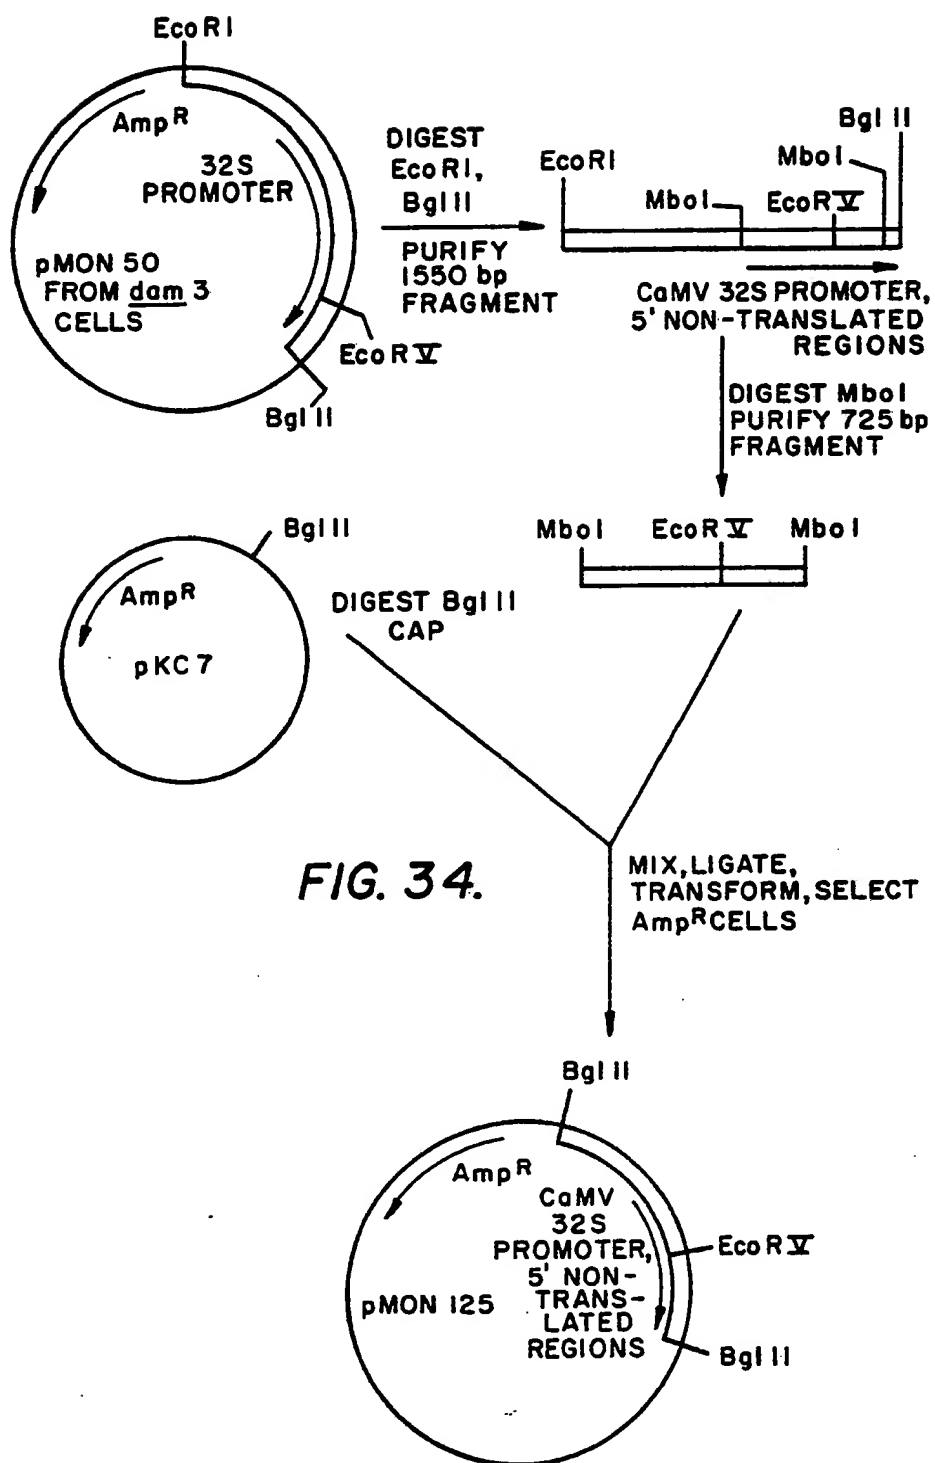 EcoRI
AmpR
32S
PROMOTER
pMON 50
FROM dam 3
CELLS
EcoRV
BglII
DIGEST
EcoRI,
BglII
PURIFY
1550 bp
FRAGMENT
EcoRI
MboI
EcoRV
MboI
BglII
CaMV 32S PROMOTER,
5' NON-TRANSLATED
REGIONS
DIGEST MboI
PURIFY 725 bp
FRAGMENT
MboI
EcoRV
MboI
BglII
AmpR
pKC7
DIGEST BglII
CAP
FIG. 34.
MIX, LIGATE,
TRANSFORM, SELECT
AmpR CELLS
BglII
AmpR
CaMV
32S
PROMOTER,
5' NON-
TRANS-
LATED
REGIONS
pMON 125
EcoRV
BglII